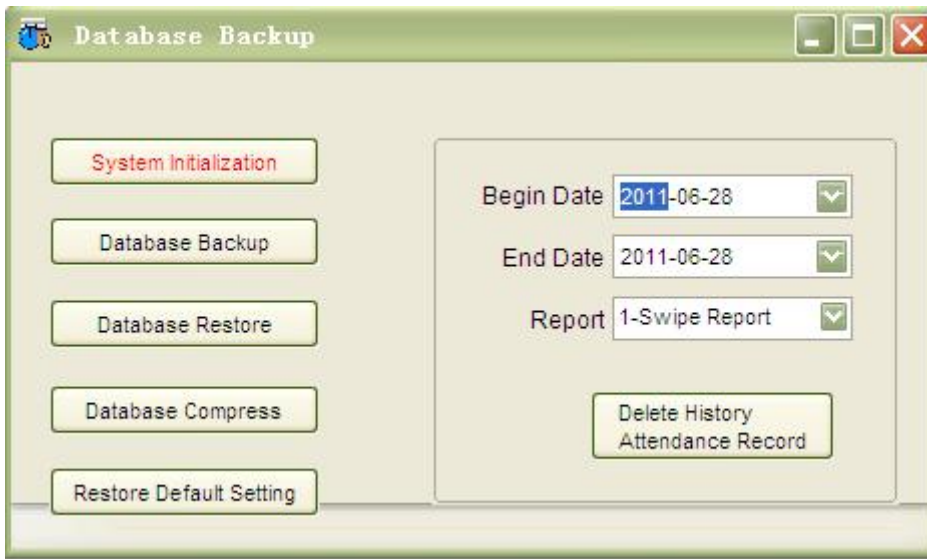 Database Backup
System Initialization
Database Backup
Database Restore
Database Compress
Restore Default Setting
Begin Date 2011-06-28
End Date 2011-06-28
Report 1-Swipe Report
Delete History
Attendance Record